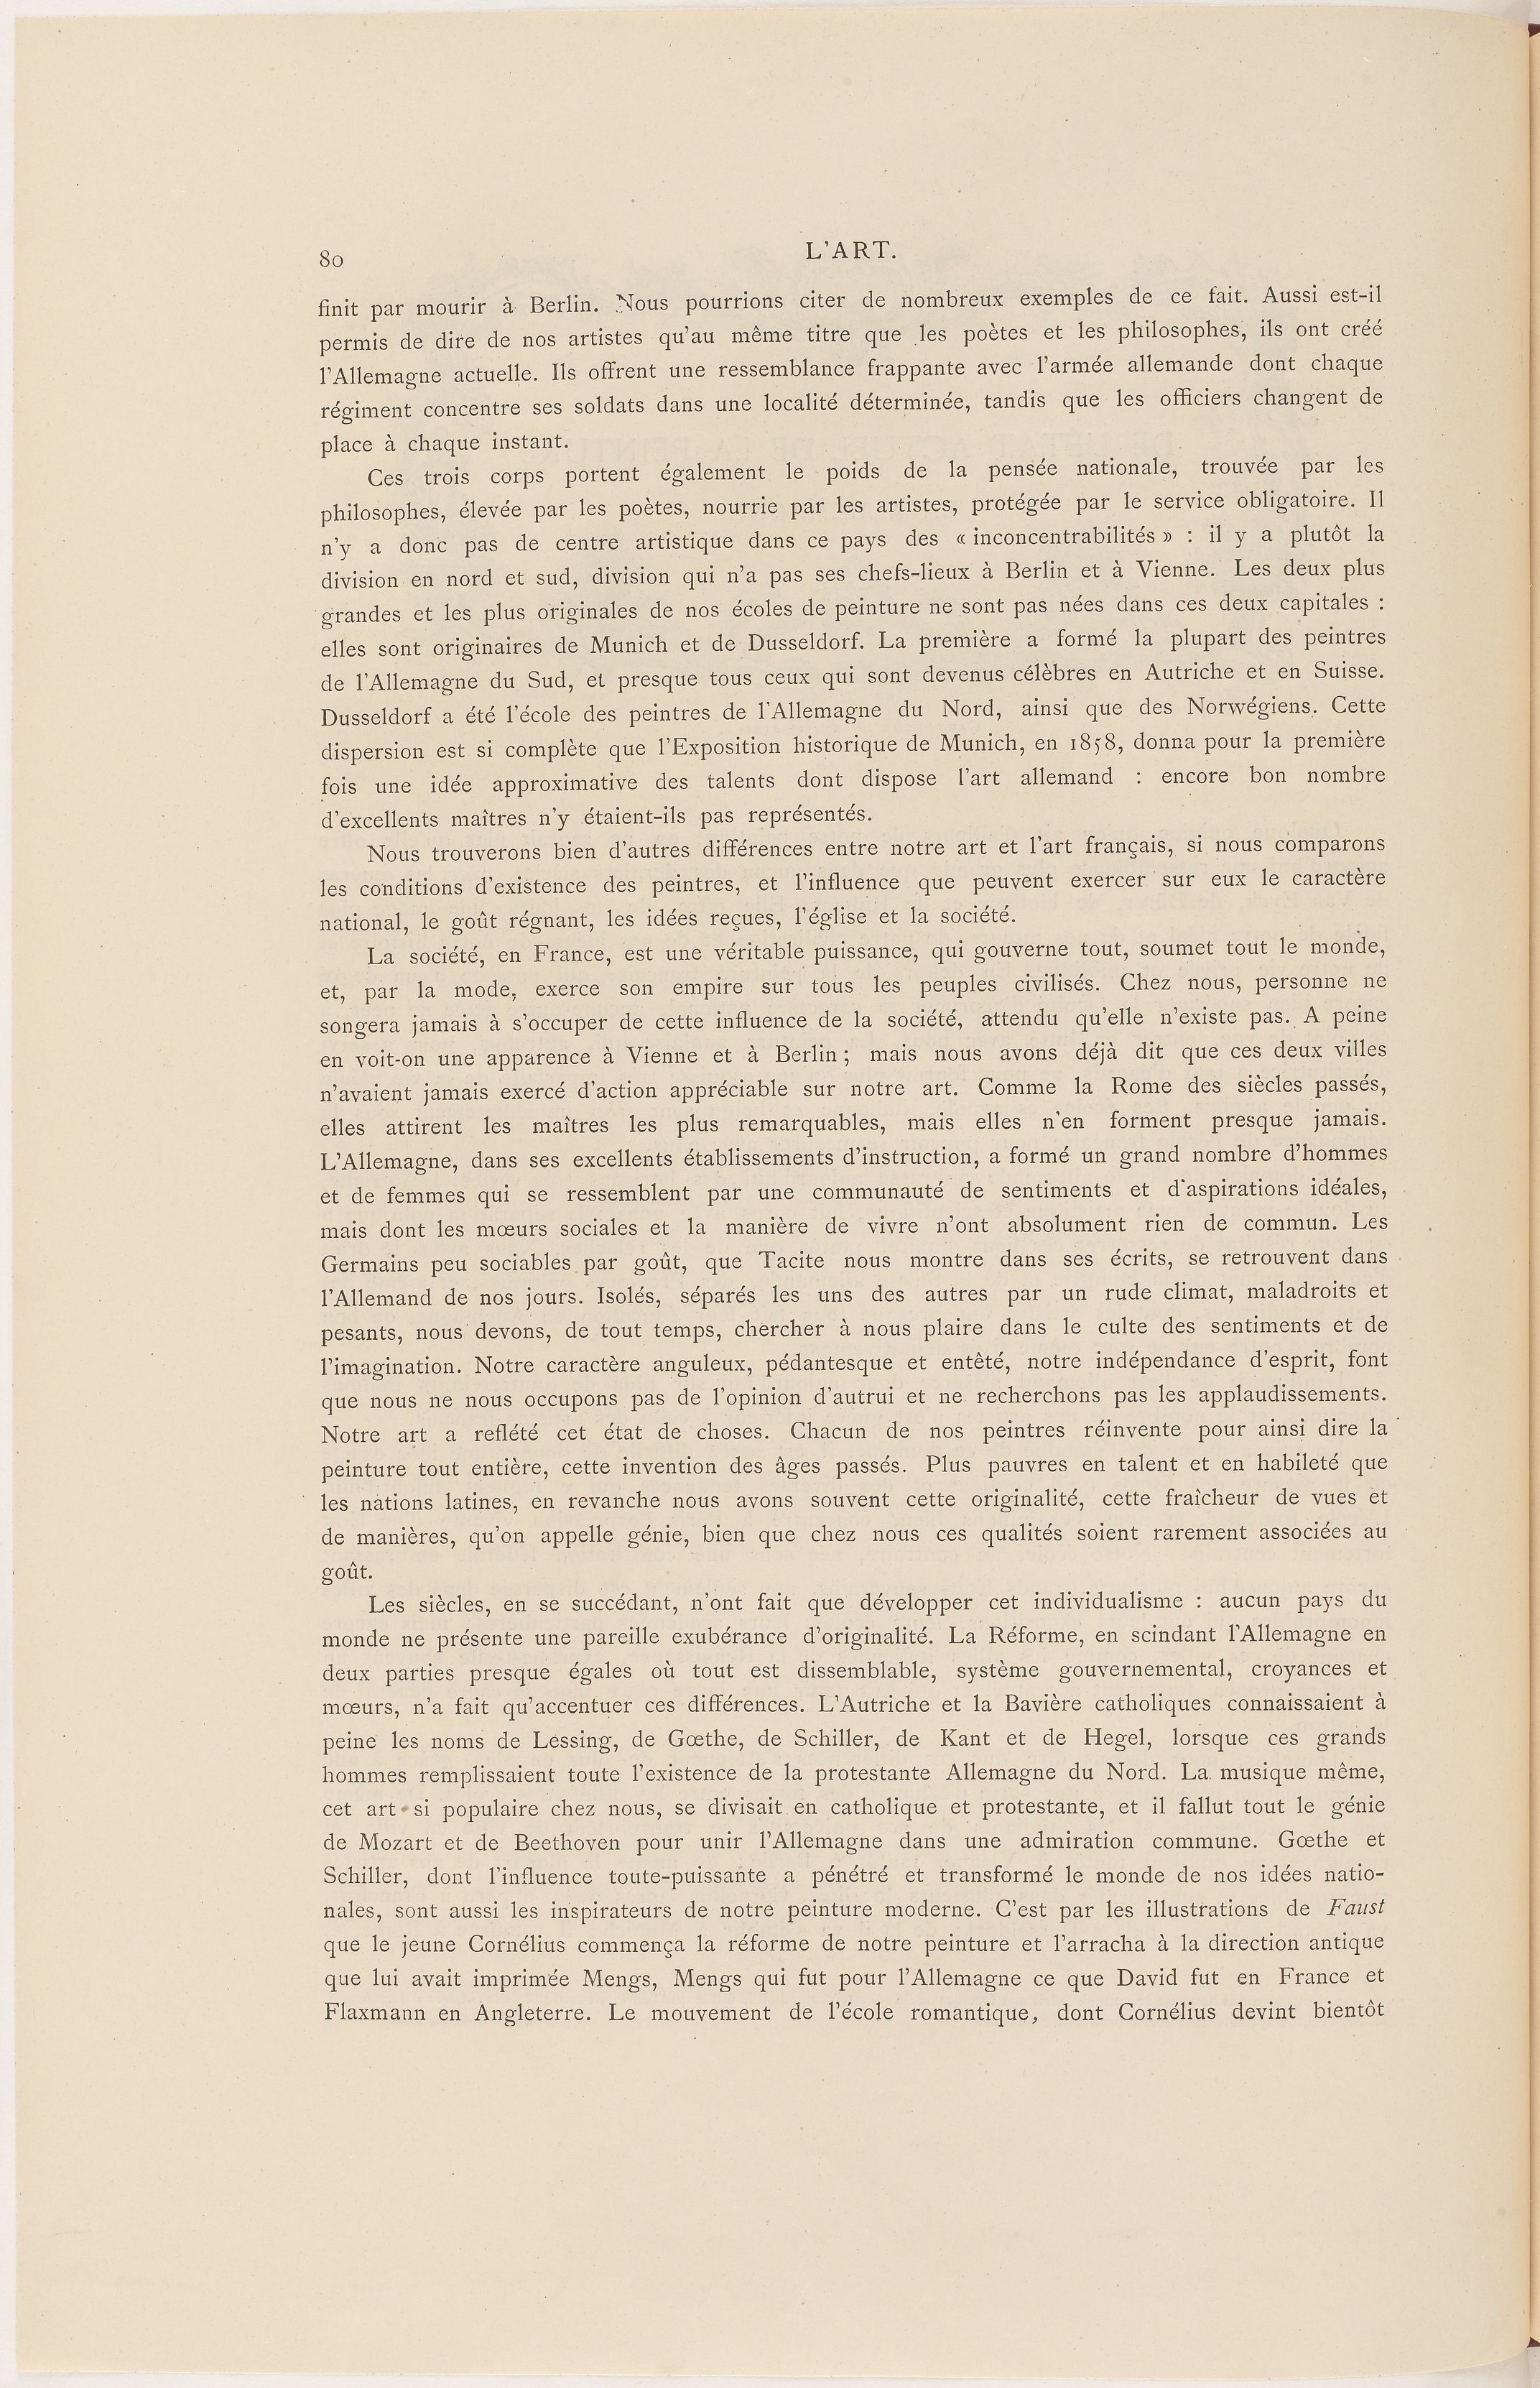 80
L'ART.
finit par mourir à Berlin. Nous pourrions citer de nombreux exemples de ce fait. Aussi est-il
permis de dire de nos artistes qu'au même titre que les poètes et les philosophes, ils ont créé
l'Allemagne actuelle. Ils offrent une ressemblance frappante avec l'armée allemande dont chaque
régiment concentre ses soldats dans une localité déterminée, tandis que les officiers changent de
place à chaque instant.
Ces trois corps portent également le poids de la pensée nationale, trouvée par les
philosophes, élevée par les poètes, nourrie par les artistes, protégée par le service obligatoire. Il
n'y a donc pas de centre artistique dans ce pays des « inconcentrabilités » : il y a plutôt la
division en nord et sud, division qui n'a pas ses chefs-lieux à Berlin et à Vienne. Les deux plus
grandes et les plus originales de nos écoles de peinture ne sont pas nées dans ces deux capitales :
elles sont originaires de Munich et de Dusseldorf. La première a formé la plupart des peintres
de l'Allemagne du Sud, et presque tous ceux qui sont devenus célèbres en Autriche et en Suisse.
Dusseldorf a été l'école des peintres de l'Allemagne du Nord, ainsi que des Norwégiens. Cette
dispersion est si complète que l'Exposition historique de Munich, en 1858, donna pour la première
fois une idée approximative des talents dont dispose l'art allemand : encore bon nombre
d'excellents maîtres n'y étaient-ils pas représentés.
Nous trouverons bien d'autres différences entre notre art et l'art français, si nous comparons
les conditions d'existence des peintres, et l'influence que peuvent exercer sur eux le caractère
national, le goût régnant, les idées reçues, l'église et la société.
La société, en France, est une véritable puissance, qui gouverne tout, soumet tout le monde,
et, par la mode, exerce son empire sur tous les peuples civilisés. Chez nous, personne ne
songera jamais à s'occuper de cette influence de la société, attendu qu'elle n'existe pas. A peine
en voit-on une apparence à Vienne et à Berlin ; mais nous avons déjà dit que ces deux villes
n'avaient jamais exercé d'action appréciable sur notre art. Comme la Rome des siècles passés,
elles attirent les maîtres les plus remarquables, mais elles n'en forment presque jamais.
L'Allemagne, dans ses excellents établissements d'instruction, a formé un grand nombre d'hommes
et de femmes qui se ressemblent par une communauté de sentiments et d'aspirations idéales,
mais dont les mœurs sociales et la manière de vivre n'ont absolument rien de commun. Les
Germains peu sociables par goût, que Tacite nous montre dans ses écrits, se retrouvent dans
l'Allemand de nos jours. Isolés, séparés les uns des autres par un rude climat, maladroits et
pesants, nous devons, de tout temps, chercher à nous plaire dans le culte des sentiments et de
l'imagination. Notre caractère anguleux, pédantesque et entêté, notre indépendance d'esprit, font
que nous ne nous occupons pas de l'opinion d'autrui et ne recherchons pas les applaudissements.
Notre art a reflété cet état de choses. Chacun de nos peintres réinvente pour ainsi dire la
peinture tout entière, cette invention des âges passés. Plus pauvres en talent et en habileté que
les nations latines, en revanche nous avons souvent cette originalité, cette fraîcheur de vues et
de manières, qu'on appelle génie, bien que chez nous ces qualités soient rarement associées au
goût.
Les siècles, en se succédant, n'ont fait que développer cet individualisme : aucun pays du
monde ne présente une pareille exubérance d'originalité. La Réforme, en scindant l'Allemagne en
deux parties presque égales où tout est dissemblable, système gouvernemental, croyances et
mœurs, n'a fait qu'accentuer ces différences. L'Autriche et la Bavière catholiques connaissaient à
peine les noms de Lessing, de Gœthe, de Schiller, de Kant et de Hegel, lorsque ces grands
hommes remplissaient toute l'existence de la protestante Allemagne du Nord. La musique même,
cet art si populaire chez nous, se divisait en catholique et protestante, et il fallut tout le génie
de Mozart et de Beethoven pour unir l'Allemagne dans une admiration commune. Gœthe et
Schiller, dont l'influence toute-puissante a pénétré et transformé le monde de nos idées natio-
nales, sont aussi les inspirateurs de notre peinture moderne. C'est par les illustrations de Faust
que le jeune Cornélius commença la réforme de notre peinture et l'arracha à la direction antique
que lui avait imprimée Mengs, Mengs qui fut pour l'Allemagne ce que David fut en France et
Flaxmann en Angleterre. Le mouvement de l'école romantique, dont Cornélius devint bientôt